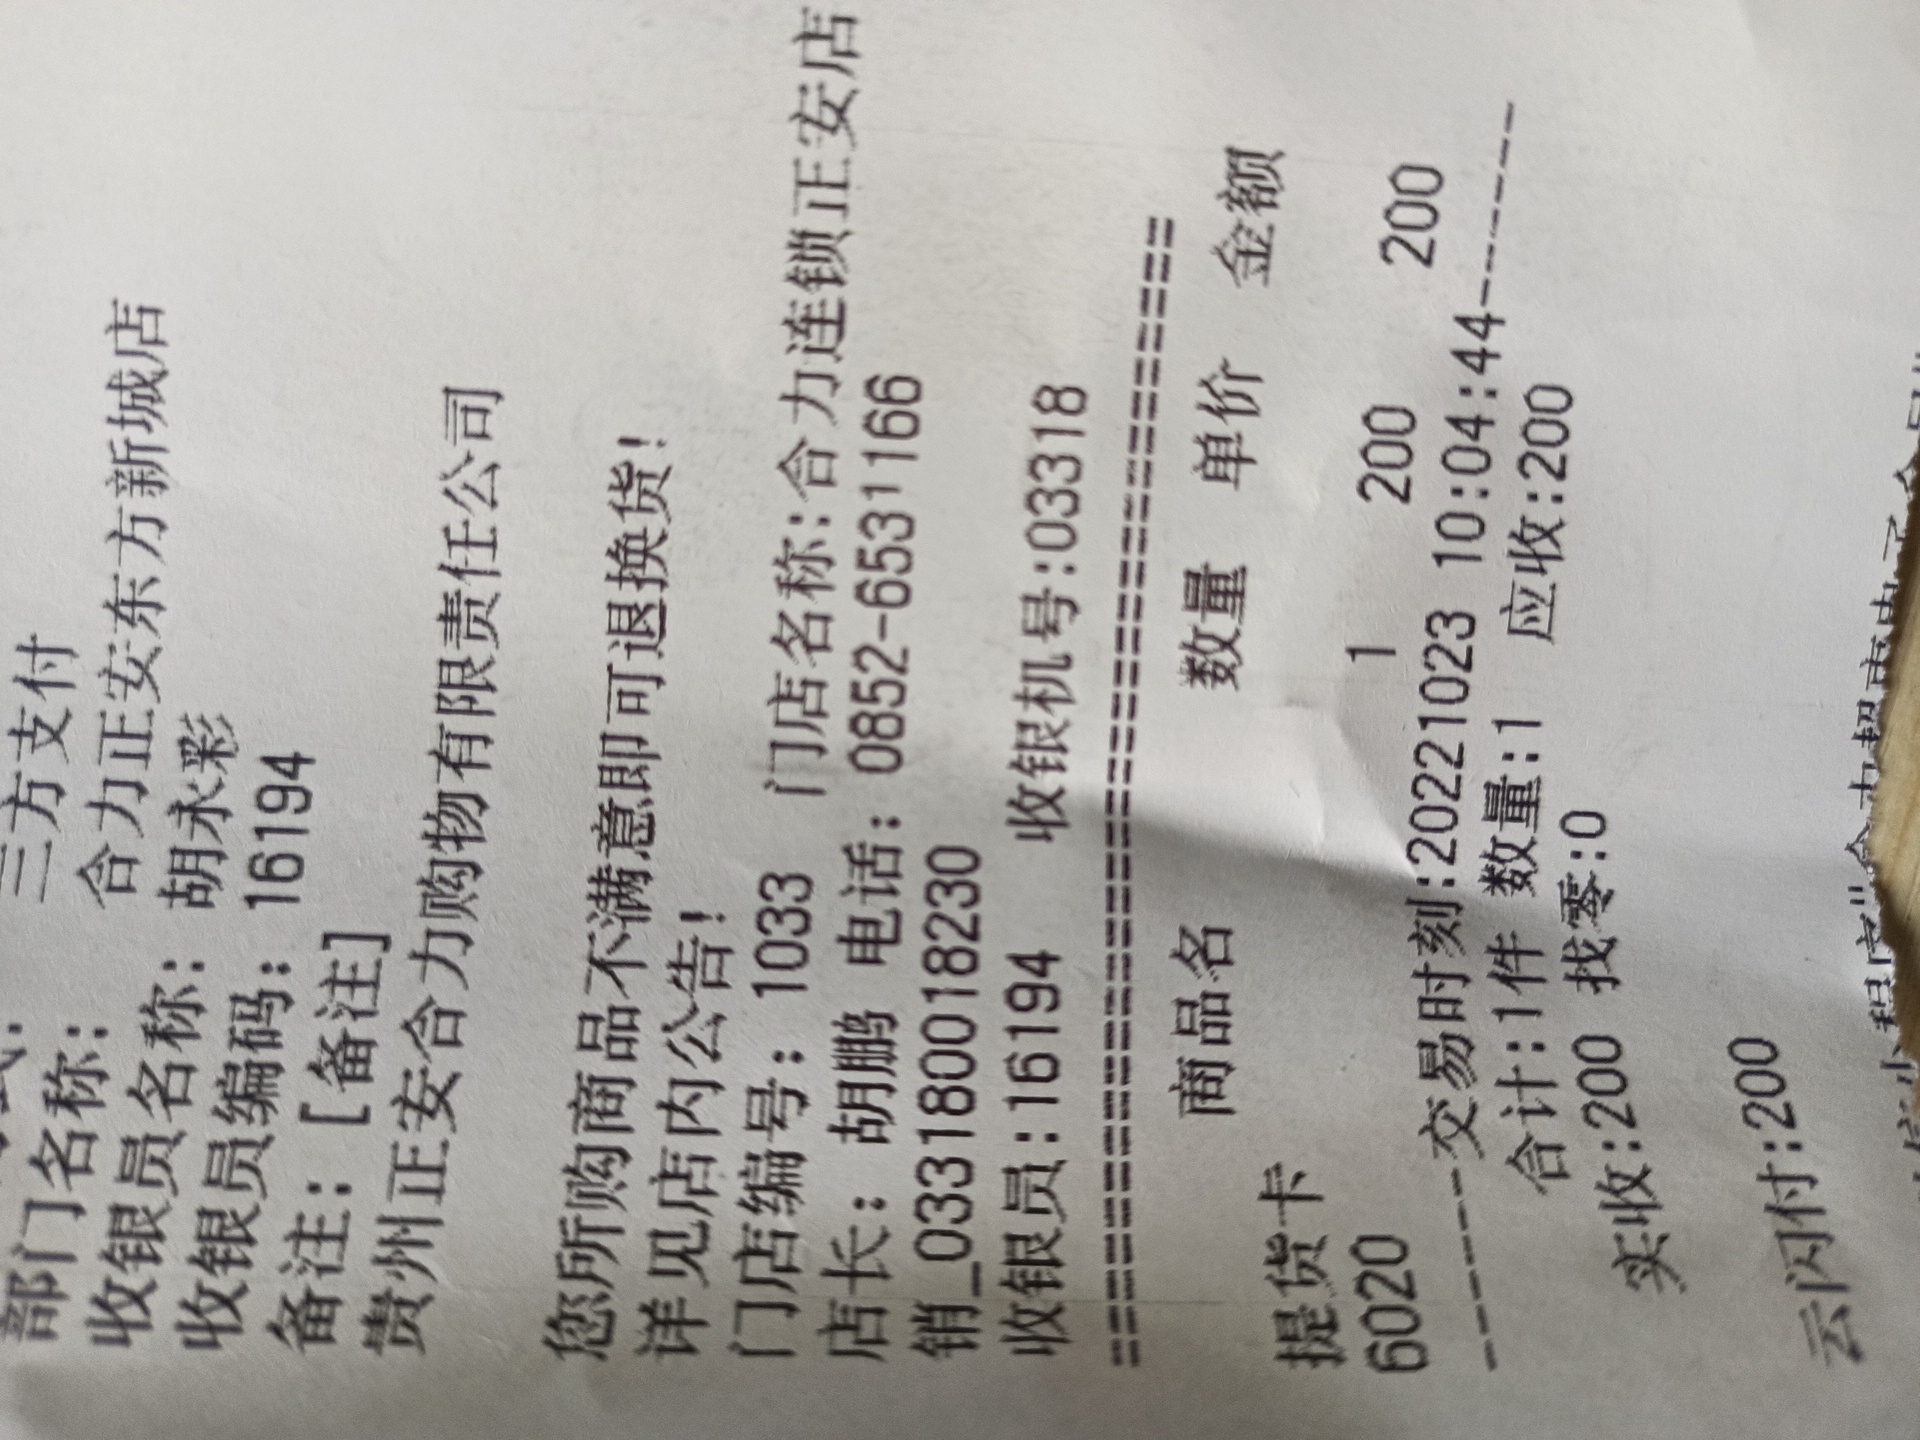 三方支付
部门名称: 合力正安东方新城店
收银员名称: 胡永彩
收银员编码: 16194
备注: [备注]
贵州正安合力购物有限责任公司
您所购商品不满意即可退换货!
详见店内公告!
门店编号: 1033 门店名称:合力连锁正安店
店长: 胡鹏 电话: 0852-6531166
销_0331800018230
收银员:16194 收银机号:033318
==========================================
商品名 数量 单价 金额
提货卡
6020 1 200 200
--------交易时刻:20221023 10:04:44--------
合计:1件 数量:1 应收:200
实收:200 找零:0
云闪付:200